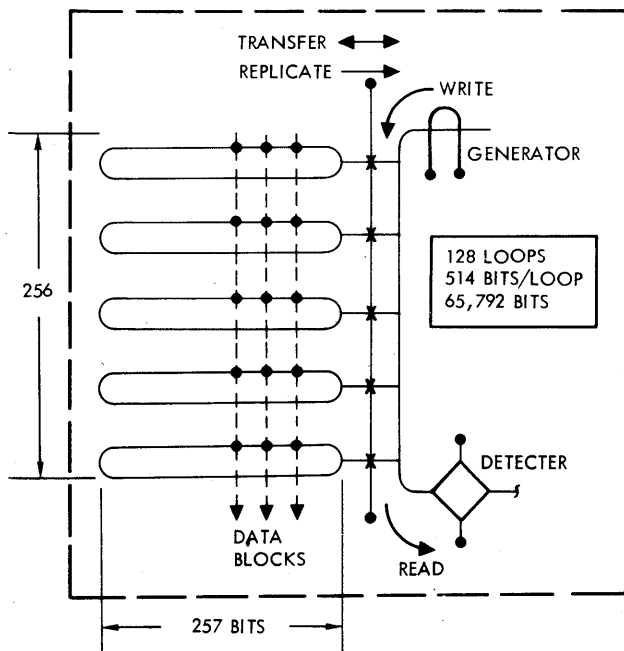 TRANSFER
REPLICATE
WRITE
GENERATOR
128 LOOPS
514 BITS/LOOP
65,792 BITS
256
DETECTER
DATA
BLOCKS
READ
257 BITS